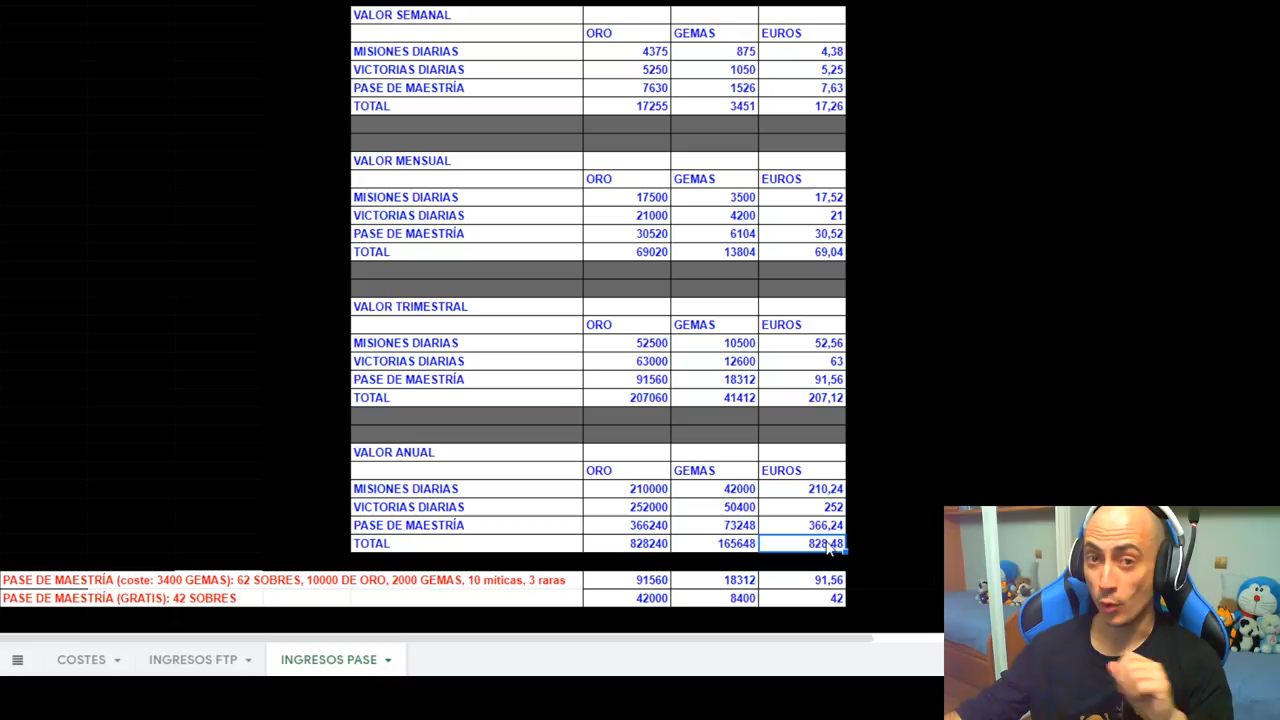 VALOR SEMANAL
ORO GEMAS EUROS
MISIONES DIARIAS 4375 875 4,38
VICTORIAS DIARIAS 5250 1050 5,25
PASE DE MAESTRÍA 7630 1526 7,63
TOTAL 17255 3451 17,26
VALOR MENSUAL
ORO GEMAS EUROS
MISIONES DIARIAS 17500 3500 17,52
VICTORIAS DIARIAS 21000 4200 21
PASE DE MAESTRÍA 30520 6104 30,52
TOTAL 69020 13804 69,04
VALOR TRIMESTRAL
ORO GEMAS EUROS
MISIONES DIARIAS 52500 10500 52,56
VICTORIAS DIARIAS 63000 12600 63
PASE DE MAESTRÍA 91560 18312 91,56
TOTAL 207060 41412 207,12
VALOR ANUAL
ORO GEMAS EUROS
MISIONES DIARIAS 210000 42000 210,24
VICTORIAS DIARIAS 252000 50400 252
PASE DE MAESTRÍA 366240 73248 366,24
TOTAL 828240 165648 828,48
PASE DE MAESTRÍA (coste: 3400 GEMAS): 62 SOBRES, 10000 DE ORO, 2000 GEMAS, 10 míticas, 3 raras 91560 18312 91,56
PASE DE MAESTRÍA (GRATIS): 42 SOBRES 42000 8400 42
COSTES INGRESOS FTP INGRESOS PASE